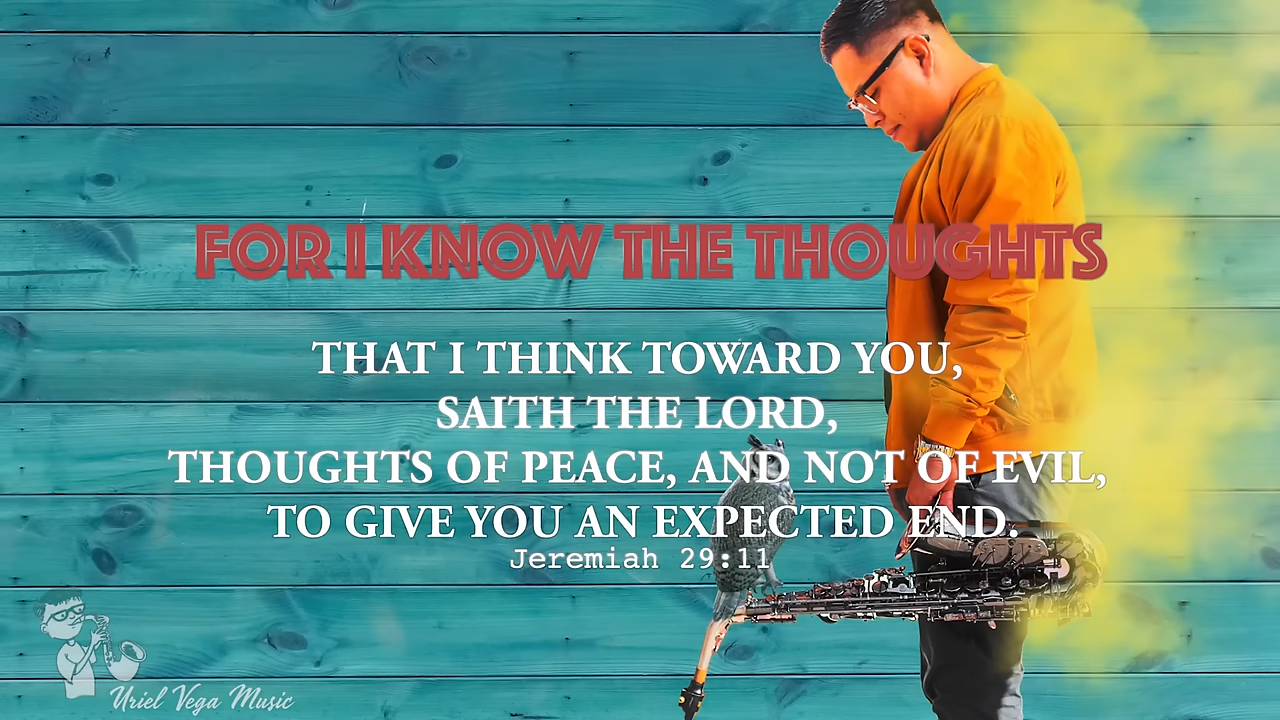 FOR I KNOW THE THOUGHTS
THAT I THINK TOWARD YOU,
SAITH THE LORD,
THOUGHTS OF PEACE, AND NOT OF EVIL,
TO GIVE YOU AN EXPECTED END.
Jeremiah 29:11
Uriel Vega Music